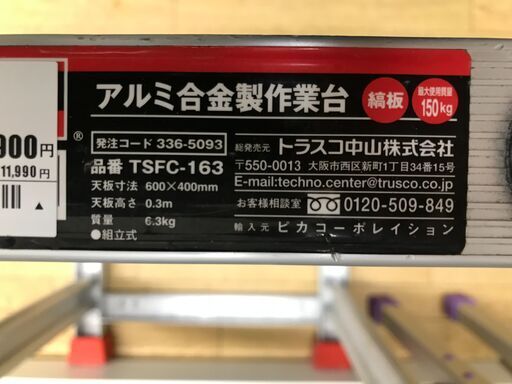 アルミ合金製作業台
縞板
最大使用質量
150kg
900円
11,990円
▲
®
発注コード 336-5093
品番 TSFC-163
天板寸法 600×400mm
天板高さ 0.3m
質量 6.3kg
●組立式
総発売元 トラスコ中山株式会社
〒550-0013 大阪市西区新町1丁目34番15号
E-mail:techno.center@trusco.co.jp
お客様相談室 0120-509-849
輸入元 ピカコーポレイション